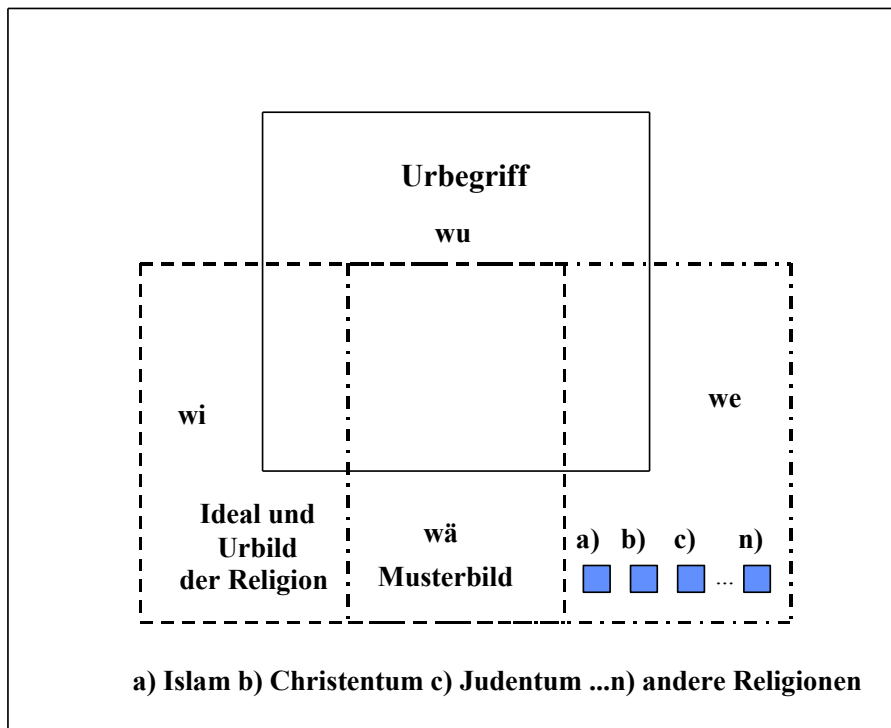 Urbegriff
wu
wi
we
Ideal und
Urbild
der Religion
wä
Musterbild
a) b) c) n)
...
a) Islam b) Christentum c) Judentum ...n) andere Religionen